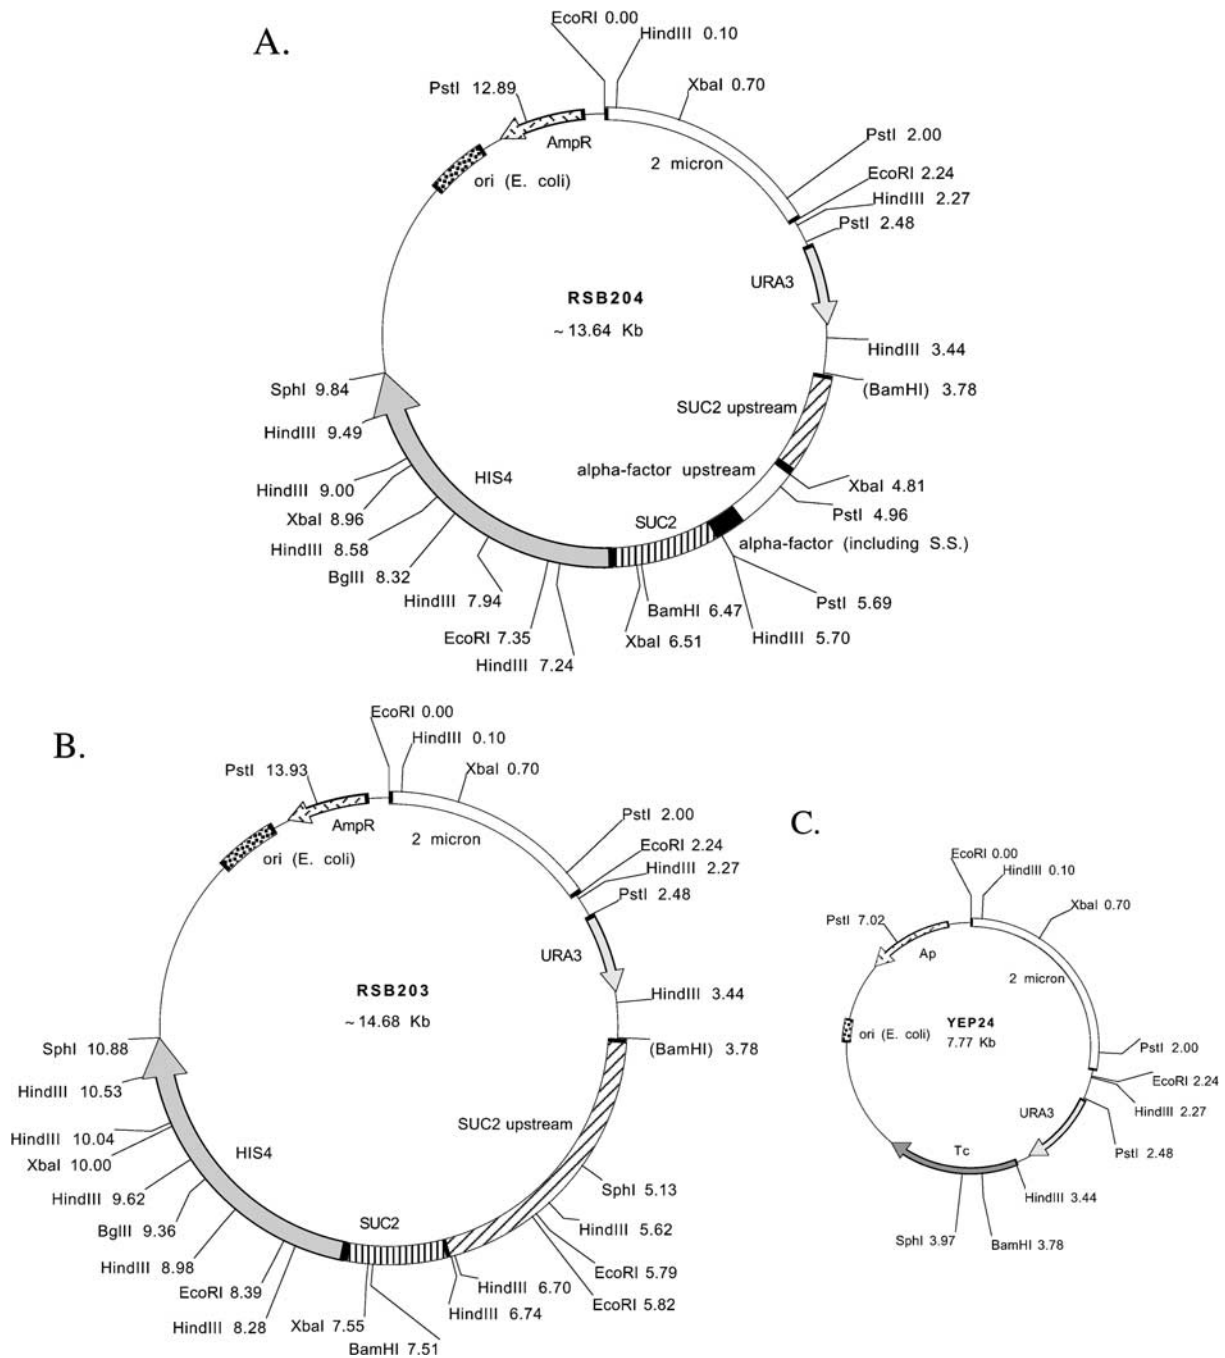 A.
EcoRI 0.00
HindIII 0.10
XbaI 0.70
PstI 12.89
AmpR
2 micron
PstI 2.00
EcoRI 2.24
HindIII 2.27
PstI 2.48
ori (E. coli)
URA3
RSB204
~ 13.64 Kb
HindIII 3.44
(BamHI) 3.78
SphI 9.84
SUC2 upstream
HindIII 9.49
HIS4
alpha-factor upstream
XbaI 4.81
HindIII 9.00
XbaI 8.96
PstI 4.96
SUC2
alpha-factor (including S.S.)
HindIII 8.58
BglII 8.32
HindIII 7.94
PstI 5.69
BamHI 6.47
EcoRI 7.35
XbaI 6.51
HindIII 5.70
HindIII 7.24
B.
EcoRI 0.00
HindIII 0.10
XbaI 0.70
PstI 13.93
AmpR
2 micron
PstI 2.00
EcoRI 2.24
HindIII 2.27
PstI 2.48
ori (E. coli)
URA3
RSB203
~ 14.68 Kb
HindIII 3.44
(BamHI) 3.78
SphI 10.88
HindIII 10.53
SUC2 upstream
HindIII 10.04
HIS4
XbaI 10.00
SphI 5.13
HindIII 9.62
HindIII 5.62
BglII 9.36
SUC2
HindIII 8.98
EcoRI 5.79
EcoRI 8.39
HindIII 6.70
EcoRI 5.82
HindIII 6.74
HindIII 8.28
XbaI 7.55
BamHI 7.51
C.
EcoRI 0.00
HindIII 0.10
XbaI 0.70
PstI 7.02
Ap
2 micron
ori (E. coli)
YEP24
7.77 Kb
PstI 2.00
EcoRI 2.24
HindIII 2.27
URA3
PstI 2.48
Tc
HindIII 3.44
SphI 3.97
BamHI 3.78